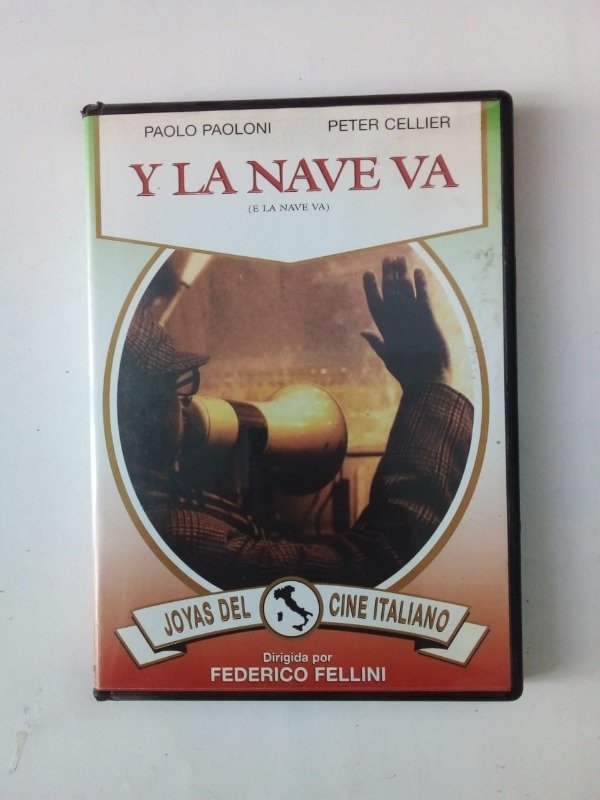 PAOLO PAOLONI PETER CELLIER
Y LA NAVE VA
(E LA NAVE VA)
JOYAS DEL CINE ITALIANO
Dirigida por
FEDERICO FELLINI